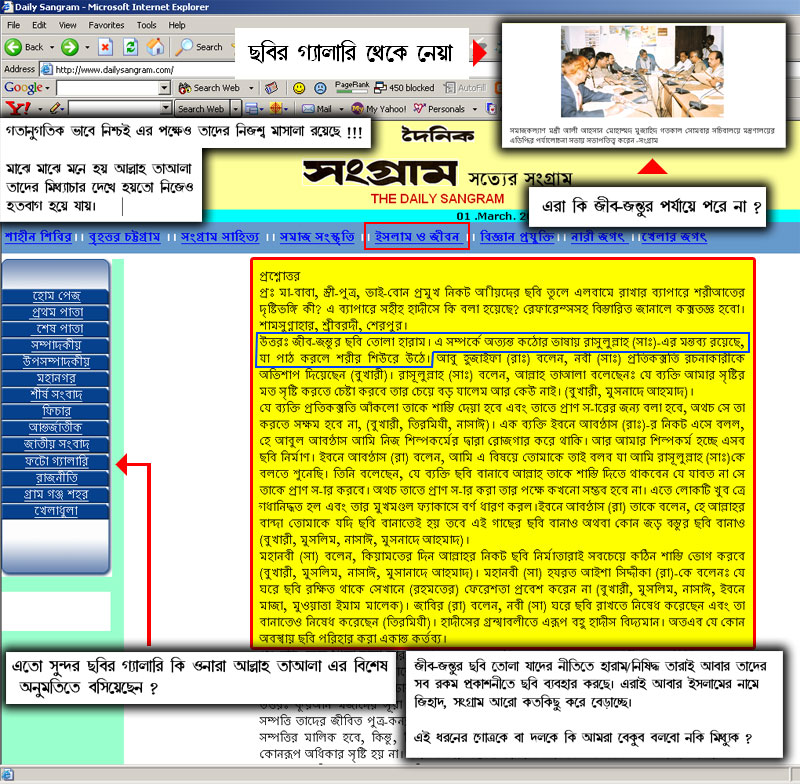 Daily Sangram - Microsoft Internet Explorer
File Edit View Favorites Tools Help
Back Search
Address http://www.dailysangram.com/
Google Search Web PageRank 450 blocked AutoFill
Y! Search Web Mail My Yahoo! Personals
ছবির গ্যালারি থেকে নেয়া
সমাজকল্যাণ মন্ত্রী আলী আহসান মোহাম্মদ মুজাহিদ গতকাল সোমবার সচিবালয়ে মন্ত্রণালয়ের
এডিপির পর্যালোচনা সভায় সভাপতিত্ব করেন -সংগ্রাম
গতানুগতিক ভাবে নিশ্চই এর পক্ষেও তাদের নিজস্ব মাসালা রয়েছে !!!
মাঝে মাঝে মনে হয় আল্লাহ তাআলা
তাদের মিথ্যাচার দেখে হয়তো নিজেও
হতবাগ হয়ে যায়।
দৈনিক
সংগ্রাম সত্যের সংগ্রাম
THE DAILY SANGRAM
01 .March. 2
এরা কি জীব-জন্তুর পর্যায়ে পরে না ?
শাহীন শিবির বৃহত্তর চট্টগ্রাম সংগ্রাম সাহিত্য সমাজ সংস্কৃতি ইসলাম ও জীবন বিজ্ঞান প্রযুক্তি নারী জগৎ খেলার জগৎ
হোম পেজ
প্রথম পাতা
শেষ পাতা
সম্পাদকীয়
উপসম্পাদকীয়
মহানগর
শীর্ষ সংবাদ
ফিচার
আন্তর্জাতীক
জাতীয় সংবাদ
ফটো গ্যালারি
রাজনীতি
গ্রাম গঞ্জ শহর
খেলাধুলা
প্রশ্নোত্তর
প্রঃ মা-বাবা, স্ত্রী-পুত্র, ভাই-বোন প্রমুখ নিকট আীয়দের ছবি তুলে এলবামে রাখার ব্যাপারে শরীআতের
দৃষ্টিভঙ্গি কী? এ ব্যাপারে সহীহ হাদীসে কি বলা হয়েছে? রেফারেন্সসহ বিস্তারিত জানালে কৃতজ্ঞ হবো।
শামসুন্নাহার, শ্রীবরদী, শেরপুর।
উত্তরঃ জীব-জন্তুর ছবি তোলা হারাম। এ সম্পর্কে অত্যন্ত কঠোর ভাষায় রাসুলুল্লাহ (সাঃ)-এর মন্তব্য রয়েছে,
যা পাঠ করলে শরীর শিউরে উঠে। আবু হুজাইফা (রাঃ) বলেন, নবী (সাঃ) প্রতিকৃতি রচনাকারীকে
অভিশাপ দিয়েছেন (বুখারী)। রাসূলুল্লাহ (সাঃ) বলেন, আল্লাহ তাআলা বলেছেনঃ যে ব্যক্তি আমার সৃষ্টির
মত সৃষ্টি করতে চেষ্টা করবে তার চেয়ে বড় যালেম আর কেউ নাই। (বুখারী, মুসনাদে আহমাদ)।
যে ব্যক্তি প্রতিকৃতি আঁকলো তাকে শাস্তি দেয়া হবে এবং তাতে প্রাণ স-ারের জন্য বলা হবে, অথচ সে তা
করতে সক্ষম হবে না, (বুখারী, তিরমিযী, নাসাঈ)। এক ব্যক্তি ইবনে আবঠাস (রাঃ)-র নিকট এসে বলল,
হে আবুল আবঠাস আমি নিজ শিল্পকর্মের দ্বারা রোজগার করে থাকি। আর আমার শিল্পকর্ম হচ্ছে এসব
ছবি নির্মাণ। ইবনে আবঠাস (রা) বলেন, আমি এ বিষয়ে তোমাকে তাই বলব যা আমি রাসূলুল্লাহ (সাঃ)কে
বলতে শুনেছি। তিনি বলেছেন, যে ব্যক্তি ছবি বানাবে আল্লাহ তাকে শাস্তি দিতে থাকবেন যে যাবত না সে
তাকে প্রাণ স-ার করবে। অথচ তাতে প্রাণ স-ার করা তার পক্ষে কখনো সম্ভব হবে না। এতে লোকটি খুব ত্রে
াধানিদ্বত হল এবং তার মুখমণ্ডল ফ্যাকাসে বর্ণ ধারণ করল। ইবনে আবঠাস (রা) তাকে বলেন, হে আল্লাহর
বান্দা তোমাকে যদি ছবি বানাতেই হয় তবে এই গাছের ছবি বানাও অথবা কোন জড় বস্তুর ছবি বানাও
(বুখারী, মুসলিম, নাসাঈ, মুসনাদে আহমাদ)।
মহানবী (সা) বলেন, কিয়ামতের দিন আল্লাহর নিকট ছবি নির্মাতারাই সবচেয়ে কঠিন শাস্তি ভোগ করবে
(বুখারী, মুসলিম, নাসাঈ, মুসানাদে আহমাদ)। মহানবী (সা) হযরত আইশা সিদ্দীকা (রা)-কে বলেনঃ যে
ঘরে ছবি রক্ষিত থাকে সেখানে (রহমতের) ফেরেশতা প্রবেশ করেন না (বুখারী, মুসলিম, নাসাঈ, ইবনে
মাজা, মুওয়াত্তা ইমাম মালেক)। জাবির (রা) বলেন, নবী (সা) ঘরে ছবি রাখতে নিষেধ করেছেন এবং তা
বানাতেও নিষেধ করেছেন (তিরমিযী)। হাদীসের গ্রন্থাবলীতে এরূপ বহু হাদীস বিদ্যমান। অতএব যে কোন
অবস্থায় ছবি পরিহার করা একান্ত কর্তব্য।
এতো সুন্দর ছবির গ্যালারি কি ওনারা আল্লাহ তাআলা এর বিশেষ
অনুমতিতে বসিয়েছেন ?
সম্পত্তি তাদের জীবিত পুত্র-কন
সম্পত্তির মালিক হবে, কিন্তু,
কোনরূপ অধিকার সৃষ্টি হয় না।
জীব-জন্তুর ছবি তোলা যাদের নীতিতে হারাম/নিষিদ্ধ তারাই আবার তাদের
সব রকম প্রকাশনীতে ছবি ব্যবহার করছে। এরাই আবার ইসলামের নামে
জিহাদ, সংগ্রাম আরো কতকিছু করে বেড়াচ্ছে।
এই ধরনের গোত্রকে বা দলকে কি আমরা বেকুব বলবো নকি মিথ্যুক ?